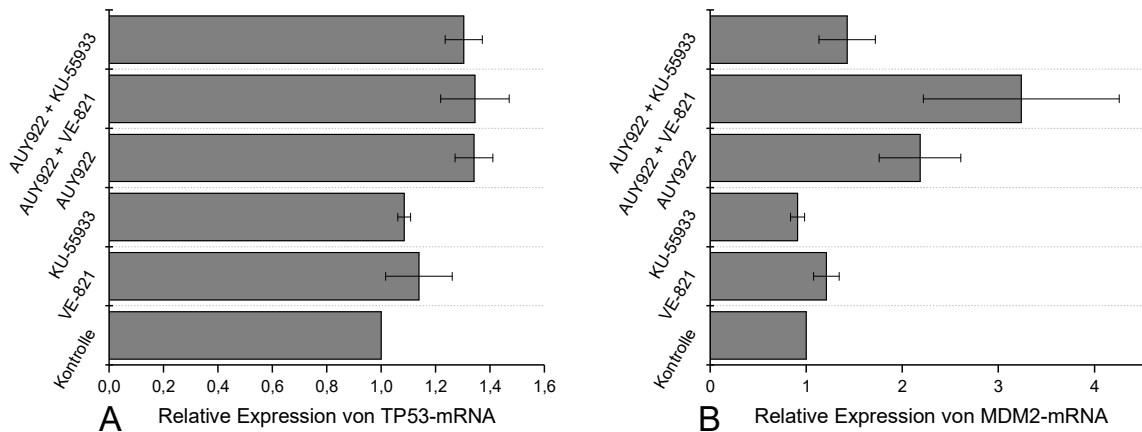 AUY922 + KU-55933
AUY922 + VE-821
AUY922
KU-55933
VE-821
Kontrolle
0,0 0,2 0,4 0,6 0,8 1,0 1,2 1,4 1,6
A Relative Expression von TP53-mRNA
AUY922 + KU-55933
AUY922 + VE-821
AUY922
KU-55933
VE-821
Kontrolle
0 1 2 3 4
B Relative Expression von MDM2-mRNA